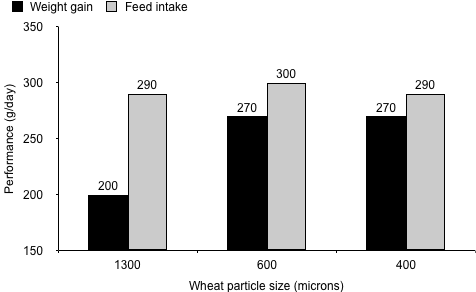 Weight gain Feed intake
350
300
250
200
150
Performance (g/day)
200
290
270
300
270
290
1300 600 400
Wheat particle size (microns)